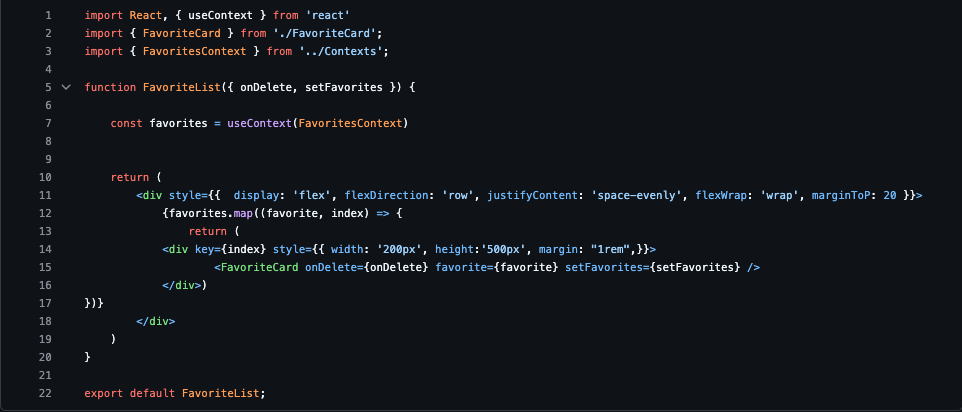 1 import React, { useContext } from 'react'
2 import { FavoriteCard } from './FavoriteCard';
3 import { FavoritesContext } from '../Contexts';
4
5 function FavoriteList({ onDelete, setFavorites }) {
6
7 const favorites = useContext(FavoritesContext)
8
9
10 return (
11 <div style={{  display: 'flex', flexDirection: 'row', justifyContent: 'space-evenly', flexWrap: 'wrap', marginToP: 20 }}>
12 {favorites.map((favorite, index) => {
13 return (
14 <div key={index} style={{ width: '200px', height:'500px', margin: "1rem",}}>
15 <FavoriteCard onDelete={onDelete} favorite={favorite} setFavorites={setFavorites} />
16 </div>)
17 })}
18 </div>
19 )
20 }
21
22 export default FavoriteList;